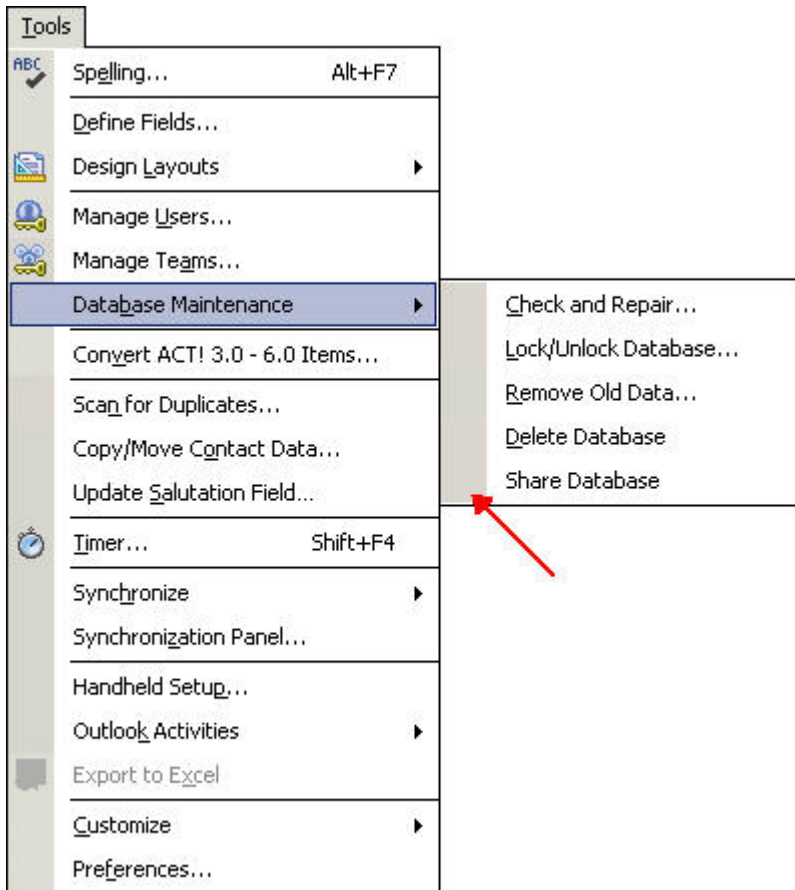 Tools
ABC
Spelling... Alt+F7
Define Fields...
Design Layouts
Manage Users...
Manage Teams...
Database Maintenance
Check and Repair...
Lock/Unlock Database...
Remove Old Data...
Delete Database
Share Database
Convert ACT! 3.0 - 6.0 Items...
Scan for Duplicates...
Copy/Move Contact Data...
Update Salutation Field...
Timer... Shift+F4
Synchronize
Synchronization Panel...
Handheld Setup...
Outlook Activities
Export to Excel
Customize
Preferences...